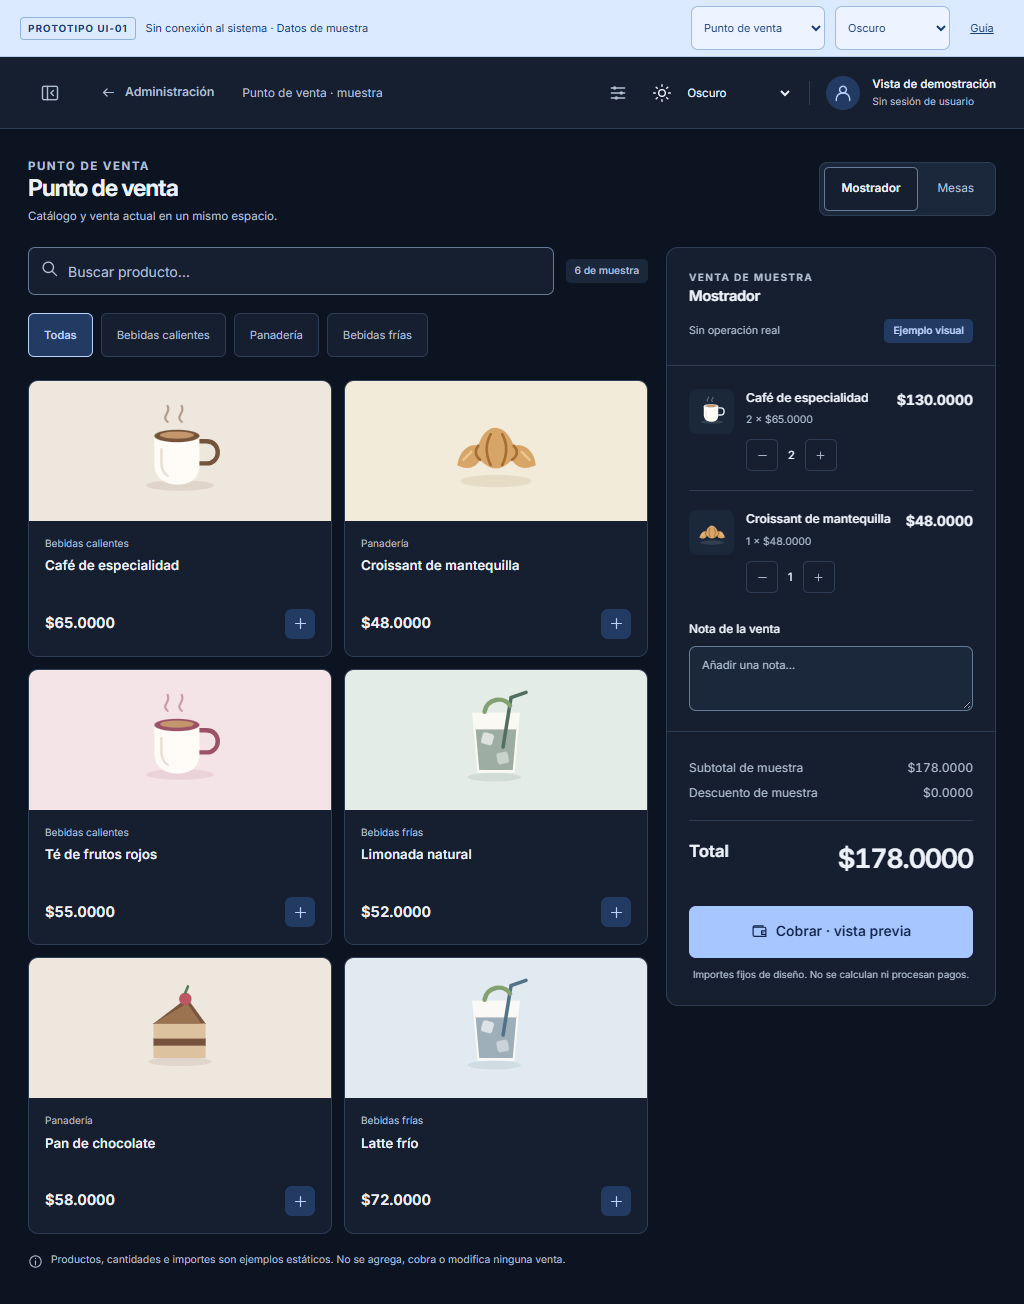 PROTOTIPO UI-01
Sin conexión al sistema · Datos de muestra
Punto de venta
Oscuro
Guía
Administración
Punto de venta · muestra
Oscuro
Vista de demostración
Sin sesión de usuario
PUNTO DE VENTA
Punto de venta
Catálogo y venta actual en un mismo espacio.
Mostrador
Mesas
Buscar producto...
6 de muestra
Todas
Bebidas calientes
Panadería
Bebidas frías
Bebidas calientes
Café de especialidad
$65.0000
Panadería
Croissant de mantequilla
$48.0000
Bebidas calientes
Té de frutos rojos
$55.0000
Bebidas frías
Limonada natural
$52.0000
Panadería
Pan de chocolate
$58.0000
Bebidas frías
Latte frío
$72.0000
Productos, cantidades e importes son ejemplos estáticos. No se agrega, cobra o modifica ninguna venta.
VENTA DE MUESTRA
Mostrador
Sin operación real
Ejemplo visual
Café de especialidad
$130.0000
2 × $65.0000
2
Croissant de mantequilla
$48.0000
1 × $48.0000
1
Nota de la venta
Añadir una nota...
Subtotal de muestra
$178.0000
Descuento de muestra
$0.0000
Total
$178.0000
Cobrar · vista previa
Importes fijos de diseño. No se calculan ni procesan pagos.